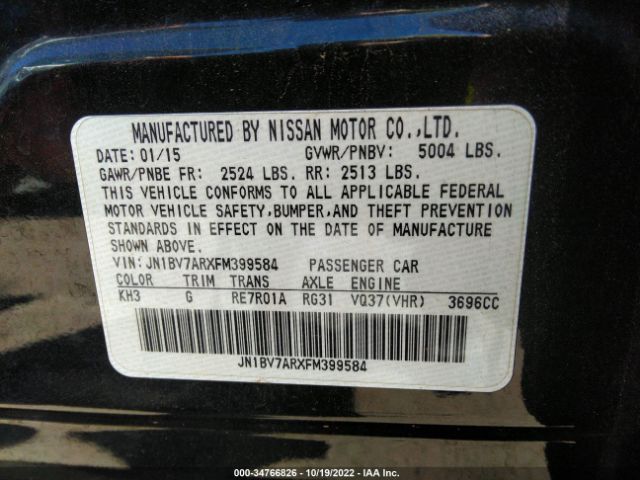 MANUFACTURED BY NISSAN MOTOR CO.,LTD.
DATE: 01/15 GVWR/PNBV: 5004 LBS.
GAWR/PNBE FR: 2524 LBS. RR: 2513 LBS.
THIS VEHICLE CONFORMS TO ALL APPLICABLE FEDERAL
MOTOR VEHICLE SAFETY,BUMPER,AND THEFT PREVENTION
STANDARDS IN EFFECT ON THE DATE OF MANUFACTURE
SHOWN ABOVE.
VIN: JN1BV7ARXFM399584 PASSENGER CAR
COLOR TRIM TRANS AXLE ENGINE
KH3 G RE7R01A RG31 VQ37(VHR) 3696CC
JN1BV7ARXFM399584
000-34766826 - 10/19/2022 - IAA Inc.